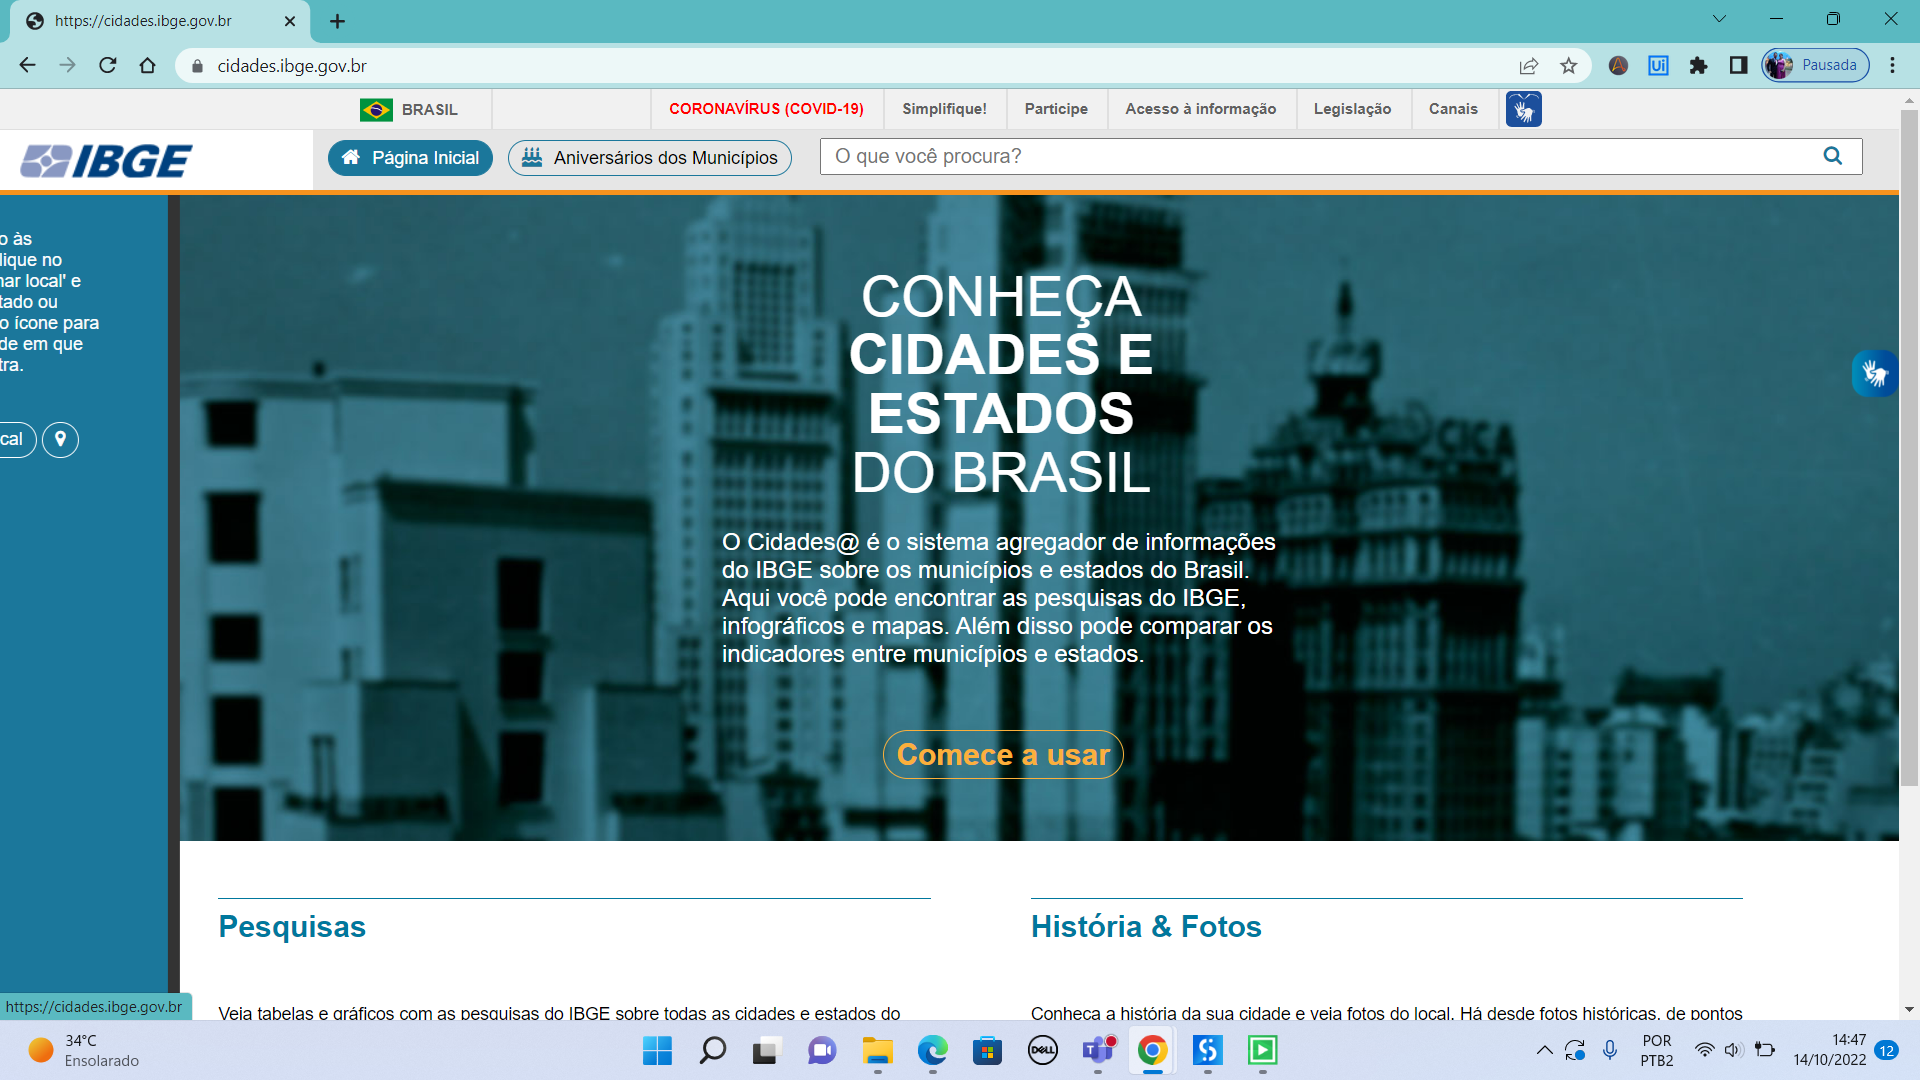 https://cidades.ibge.gov.br
cidades.ibge.gov.br
Pausada
BRASIL
CORONAVÍRUS (COVID-19)
Simplifique!
Participe
Acesso à informação
Legislação
Canais
IBGE
Página Inicial
Aniversários dos Municípios
O que você procura?
o às
lique no
nar local' e
tado ou
o ícone para
de em que
tra.
cal
CONHEÇA
CIDADES E
ESTADOS
DO BRASIL
CICA
O Cidades@ é o sistema agregador de informações
do IBGE sobre os municípios e estados do Brasil.
Aqui você pode encontrar as pesquisas do IBGE,
infográficos e mapas. Além disso pode comparar os
indicadores entre municípios e estados.
Comece a usar
Pesquisas
História & Fotos
Veja tabelas e gráficos com as pesquisas do IBGE sobre todas as cidades e estados do
Conheça a história da sua cidade e veja fotos do local. Há desde fotos históricas, de pontos
https://cidades.ibge.gov.br
34°C
Ensolarado
DELL
POR
PTB2
14:47
14/10/2022
12